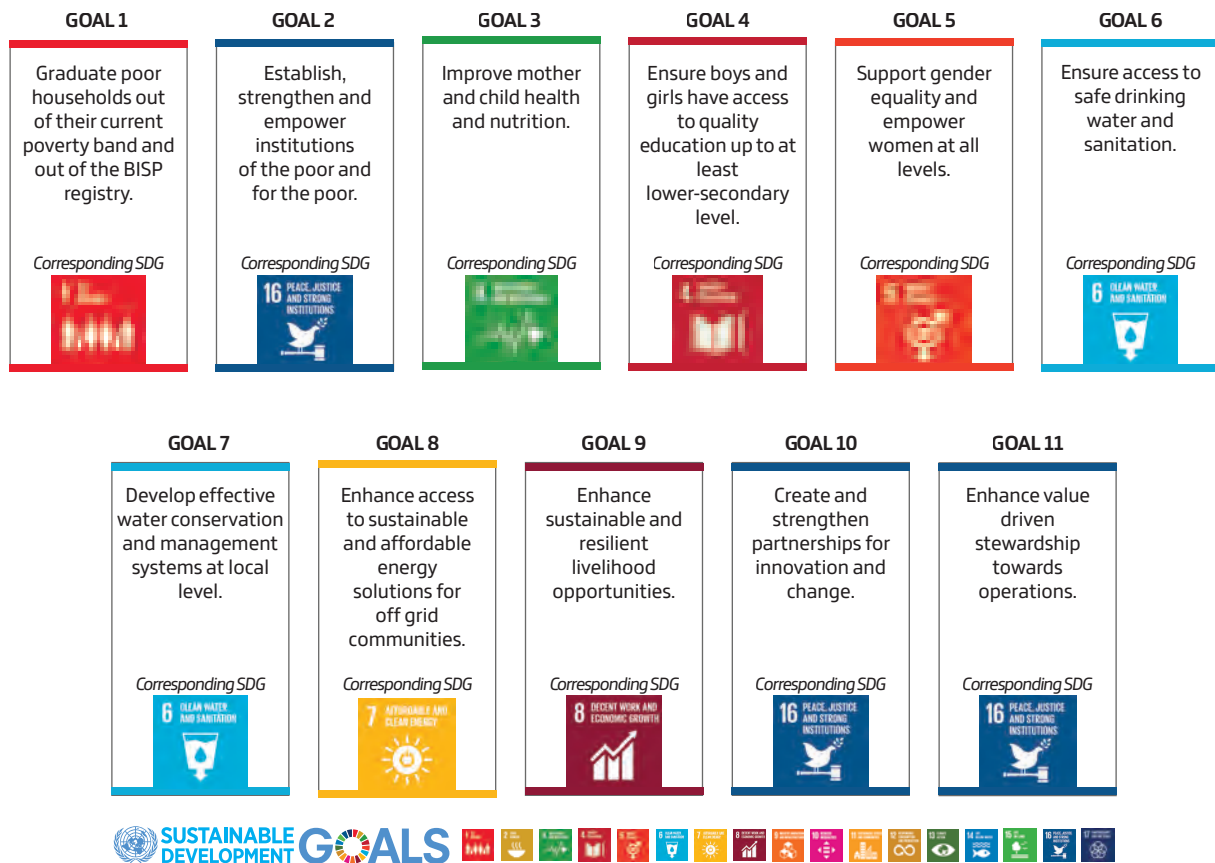 GOAL 1
Graduate poor
households out
of their current
poverty band and
out of the BISP
registry.
Corresponding SDG
GOAL 2
Establish,
strengthen and
empower
institutions
of the poor and
for the poor.
Corresponding SDG
16 PEACE, JUSTICE
AND STRONG
INSTITUTIONS
GOAL 3
Improve mother
and child health
and nutrition.
Corresponding SDG
GOAL 4
Ensure boys and
girls have access
to quality
education up to at
least
lower-secondary
level.
Corresponding SDG
GOAL 5
Support gender
equality and
empower
women at all
levels.
Corresponding SDG
GOAL 6
Ensure access to
safe drinking
water and
sanitation.
Corresponding SDG
6 CLEAN WATER
AND SANITATION
GOAL 7
Develop effective
water conservation
and management
systems at local
level.
Corresponding SDG
6 CLEAN WATER
AND SANITATION
GOAL 8
Enhance access
to sustainable
and affordable
energy
solutions for
off grid
communities.
Corresponding SDG
7 AFFORDABLE AND
CLEAN ENERGY
GOAL 9
Enhance
sustainable and
resilient
livelihood
opportunities.
Corresponding SDG
8 DECENT WORK AND
ECONOMIC GROWTH
GOAL 10
Create and
strengthen
partnerships for
innovation and
change.
Corresponding SDG
16 PEACE, JUSTICE
AND STRONG
INSTITUTIONS
GOAL 11
Enhance value
driven
stewardship
towards
operations.
Corresponding SDG
16 PEACE, JUSTICE
AND STRONG
INSTITUTIONS
SUSTAINABLE
DEVELOPMENT
GOALS